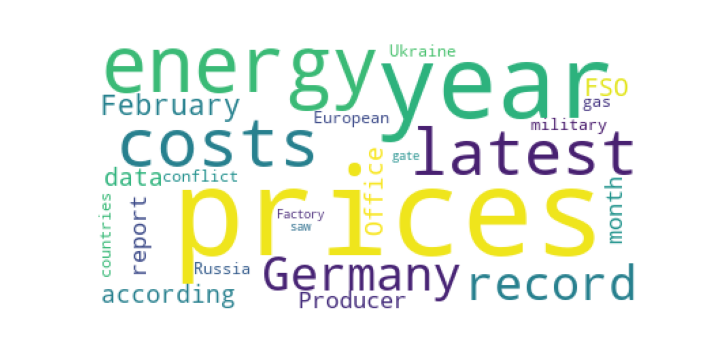 energy
year
Ukraine
FSO
February
gas
European
military
costs
latest
Office
gate
data
conflict
prices
month
countries
report
Factory
saw
Russia
Germany
record
according
Producer